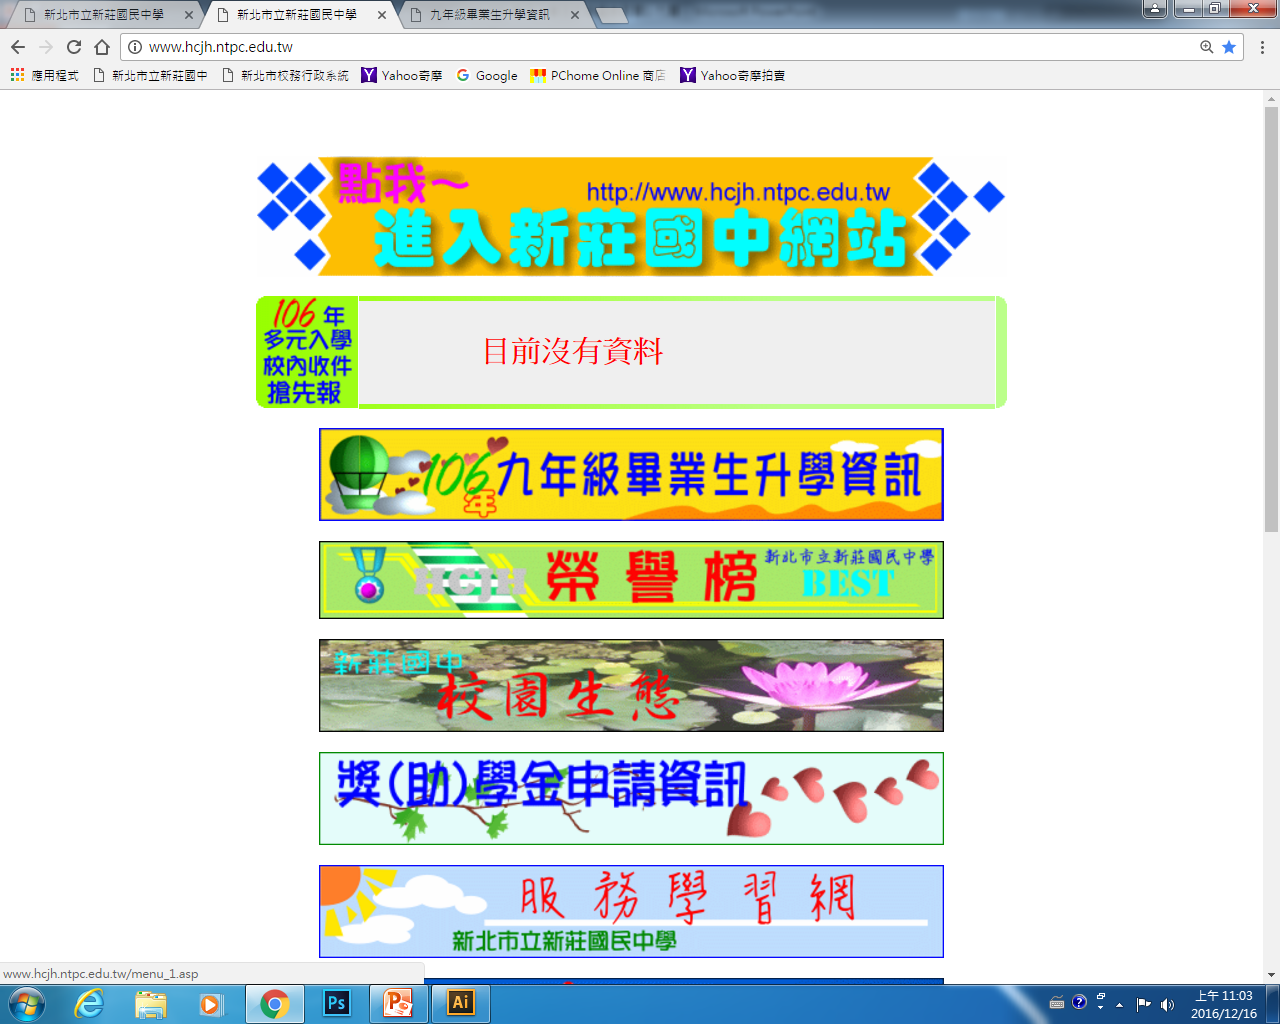 新北市立新莊國民中學
新北市立新莊國民中學
九年級畢業生升學資訊
www.hcjh.ntpc.edu.tw
應用程式
新北市立新莊國中
新北市校務行政系統
Yahoo奇摩
Google
PChome Online 商店
Yahoo奇摩拍賣
點我～
http://www.hcjh.ntpc.edu.tw
進入新莊國中網站
106 年
多元入學
校內收件
搶先報
目前沒有資料
106年九年級畢業生升學資訊
HCJH 榮譽榜
新北市立新莊國民中學
BEST
新莊國中
校園生態
獎(助)學金申請資訊
服務學習網
新北市立新莊國民中學
www.hcjh.ntpc.edu.tw/menu_1.asp
Ps
Ai
上午 11:03
2016/12/16